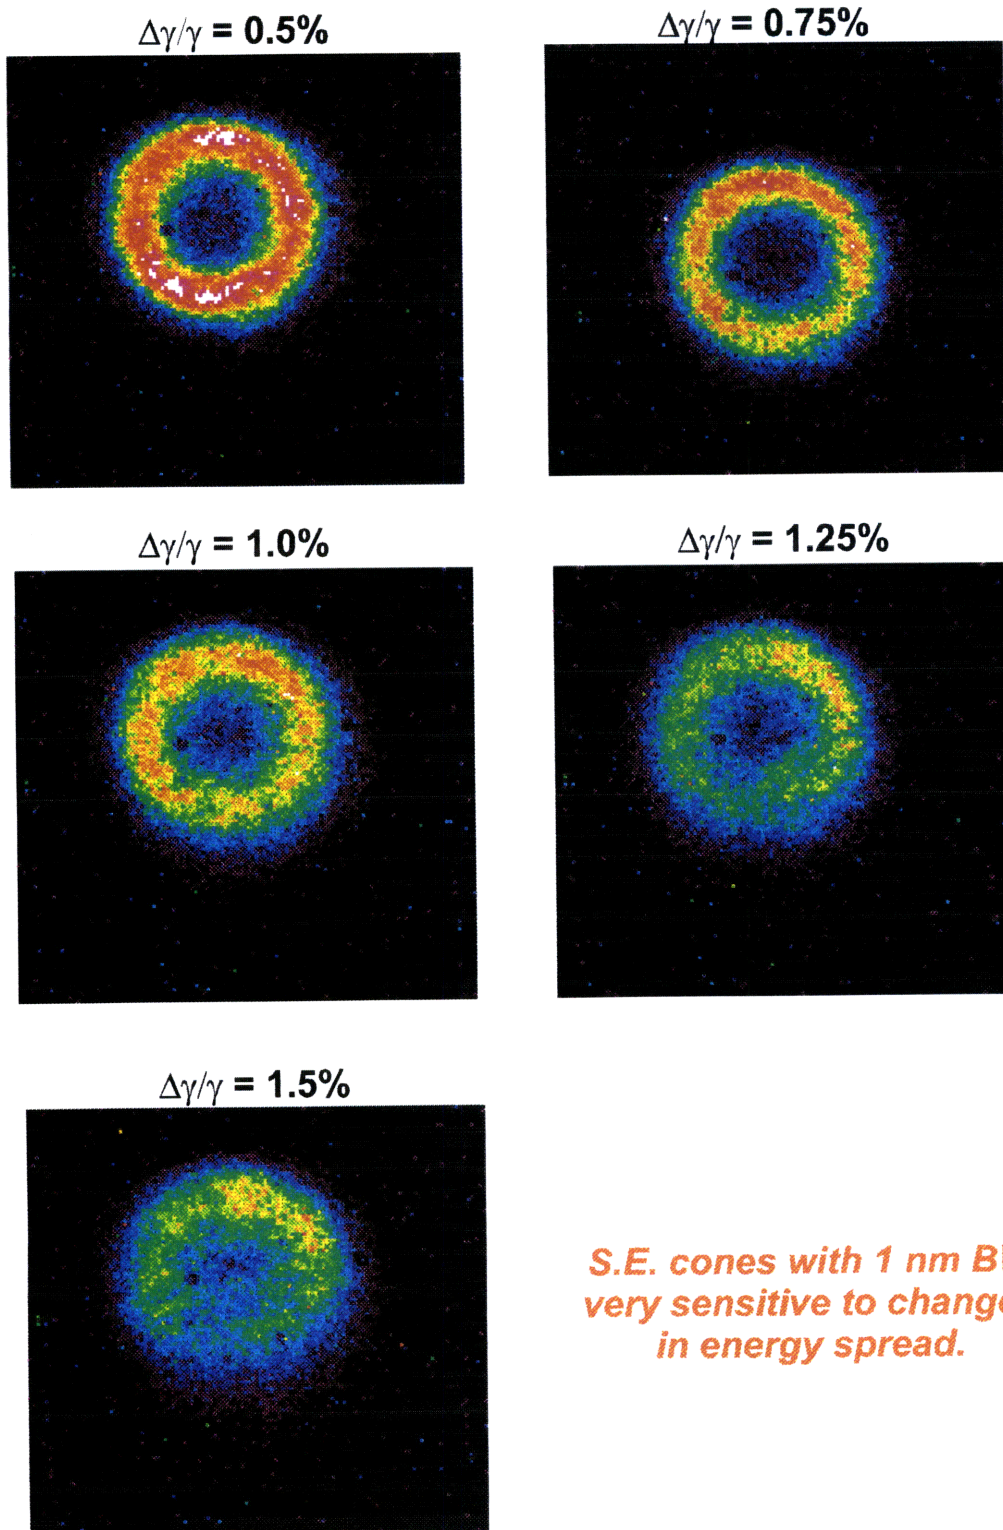 Δγ/γ = 0.5%
Δγ/γ = 0.75%
Δγ/γ = 1.0%
Δγ/γ = 1.25%
Δγ/γ = 1.5%
S.E. cones with 1 nm
very sensitive to
in energy spread.